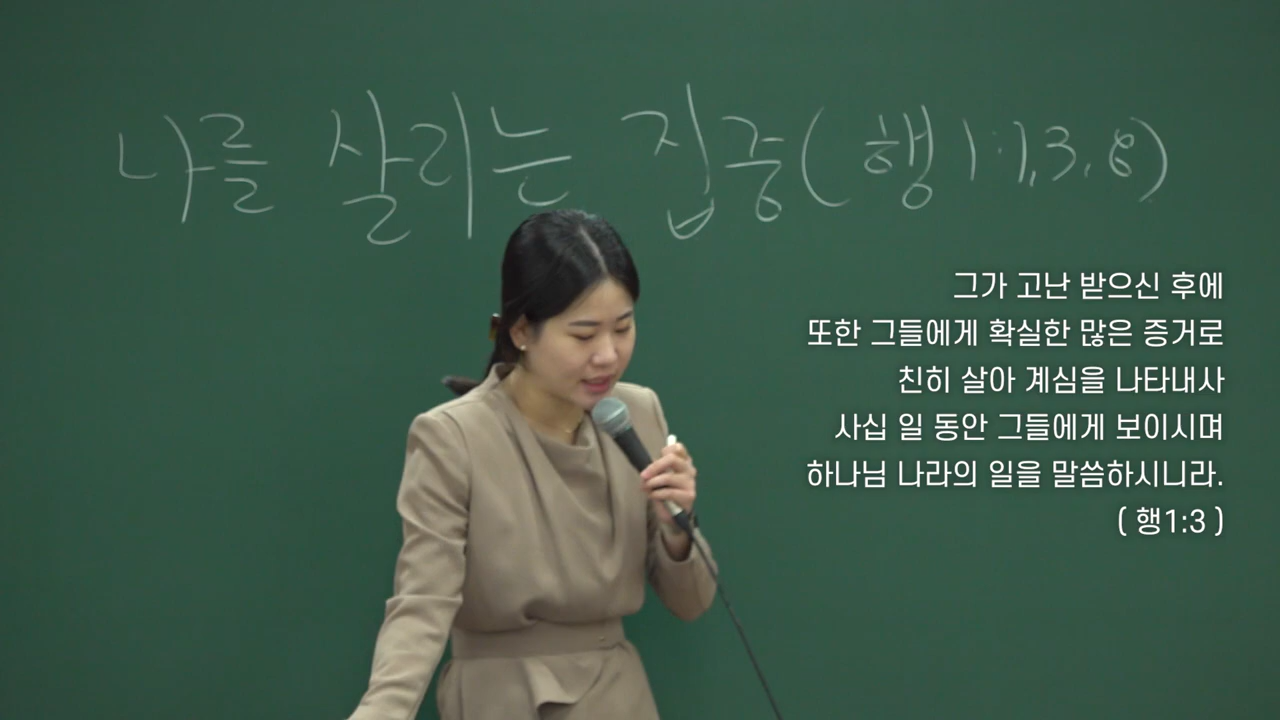 나를 살리는 집중(행1:1,3,8)
그가 고난 받으신 후에
또한 그들에게 확실한 많은 증거로
친히 살아 계심을 나타내사
사십 일 동안 그들에게 보이시며
하나님 나라의 일을 말씀하시니라.
( 행1:3 )